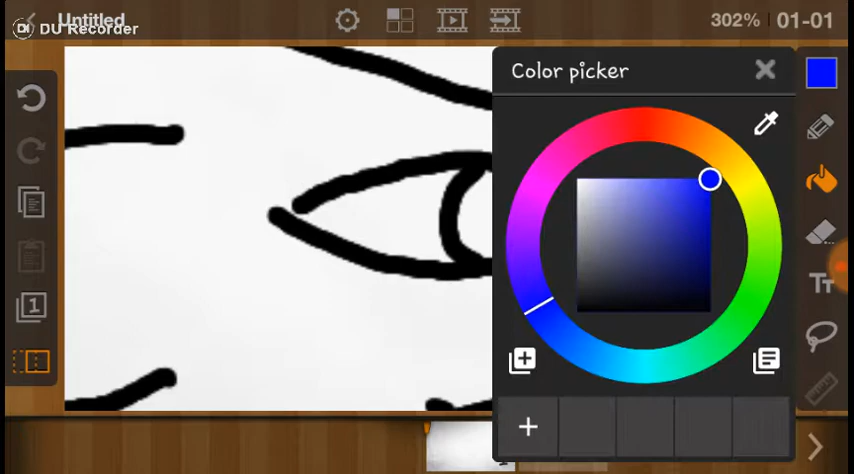 Untitled
DU Recorder
302% 01-01
Color picker
1
Tт